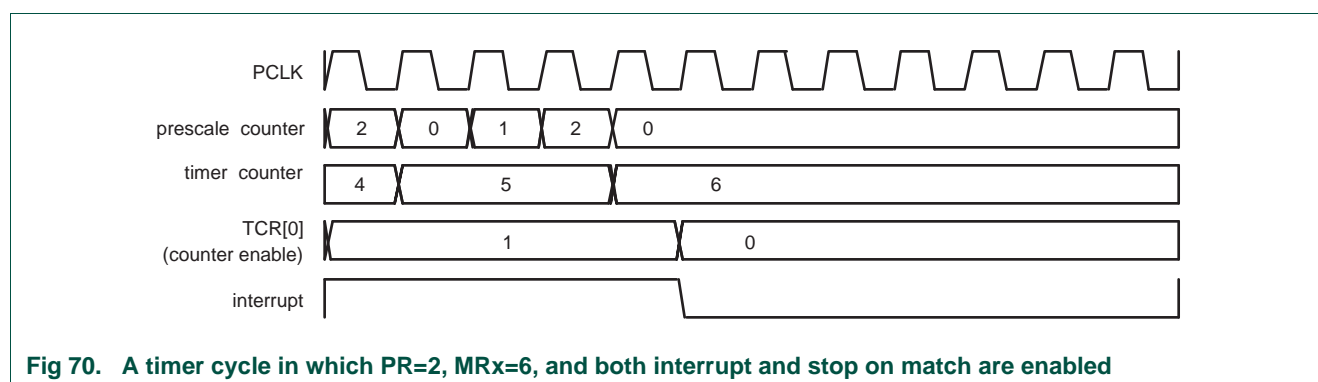 PCLK
prescale counter
2 0 1 2 0
timer counter
4 5 6
TCR[0]
(counter enable)
1 0
interrupt
Fig 70. A timer cycle in which PR=2, MRx=6, and both interrupt and stop on match are enabled